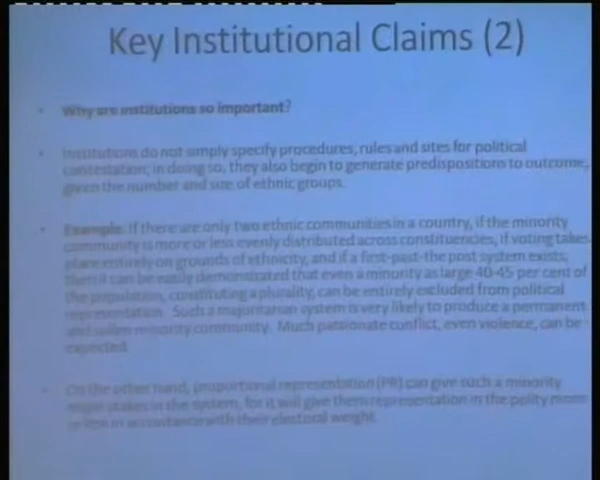 Key Institutional Claims (2)
• Why are institutions so important?
• Institutions do not simply specify procedures, rules and sites for political
contestation; in doing so, they also begin to generate predispositions to outcome,
given the number and size of ethnic groups.
• Example. If there are only two ethnic communities in a country, if the minority
community is more or less evenly distributed across constituencies, if voting takes
place entirely on grounds of ethnicity, and if a first-past-the post system exists,
then it can be easily demonstrated that even a minority as large 40-45 per cent of
the population, constituting a plurality, can be entirely excluded from political
representation. Such a majoritarian system is very likely to produce a permanent
and sullen minority community. Much passionate conflict, even violence, can be
expected.
• On the other hand, proportional representation (PR) can give such a minority
major stakes in the system, for it will give them representation in the polity more
or less in accordance with their electoral weight.